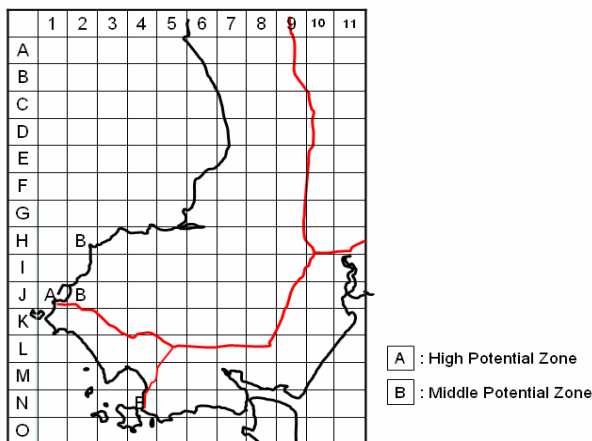 1 2 3 4 5 6 7 8 9 10 11
A
B
C
D
E
F
G
H B
I
J A B
K
L
A : High Potential Zone
M
B : Middle Potential Zone
N
O